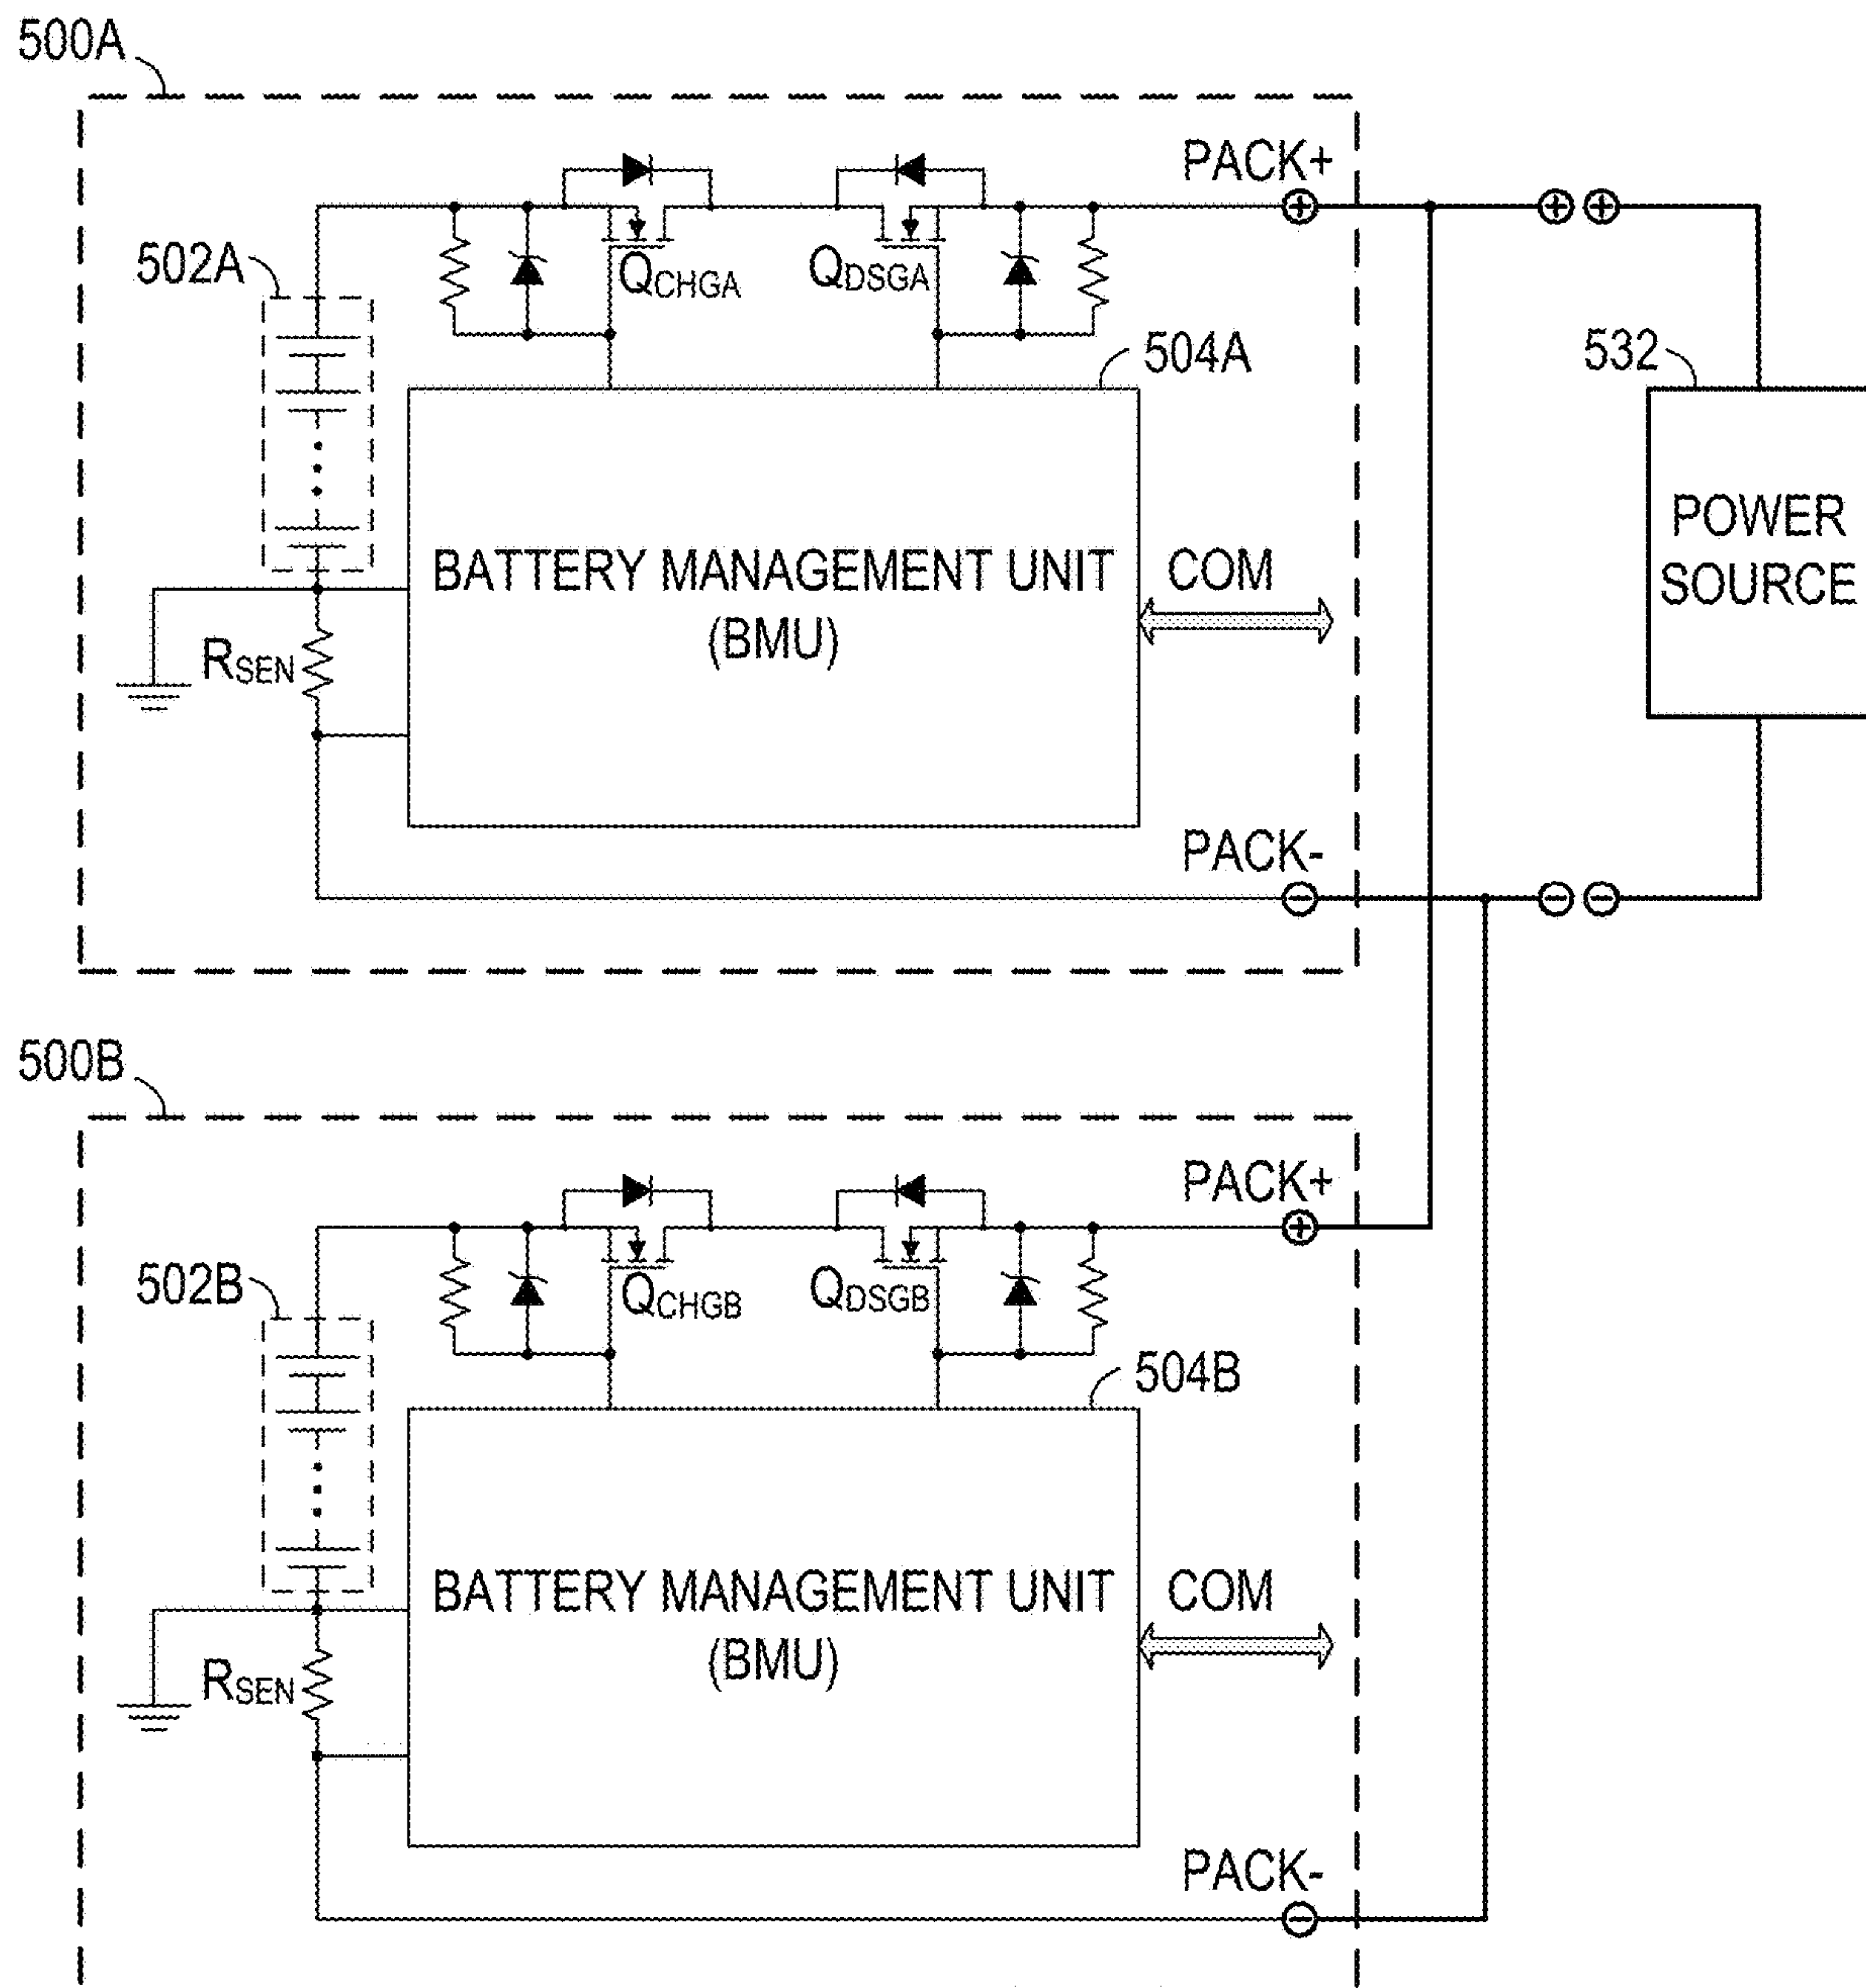 500A
PACK+
502A
QCHGA
QDSGA
504A
532
POWER
SOURCE
BATTERY MANAGEMENT UNIT
(BMU)
COM
RSEN
PACK-
500B
PACK+
502B
QCHGB
QDSGB
504B
BATTERY MANAGEMENT UNIT
(BMU)
COM
RSEN
PACK-